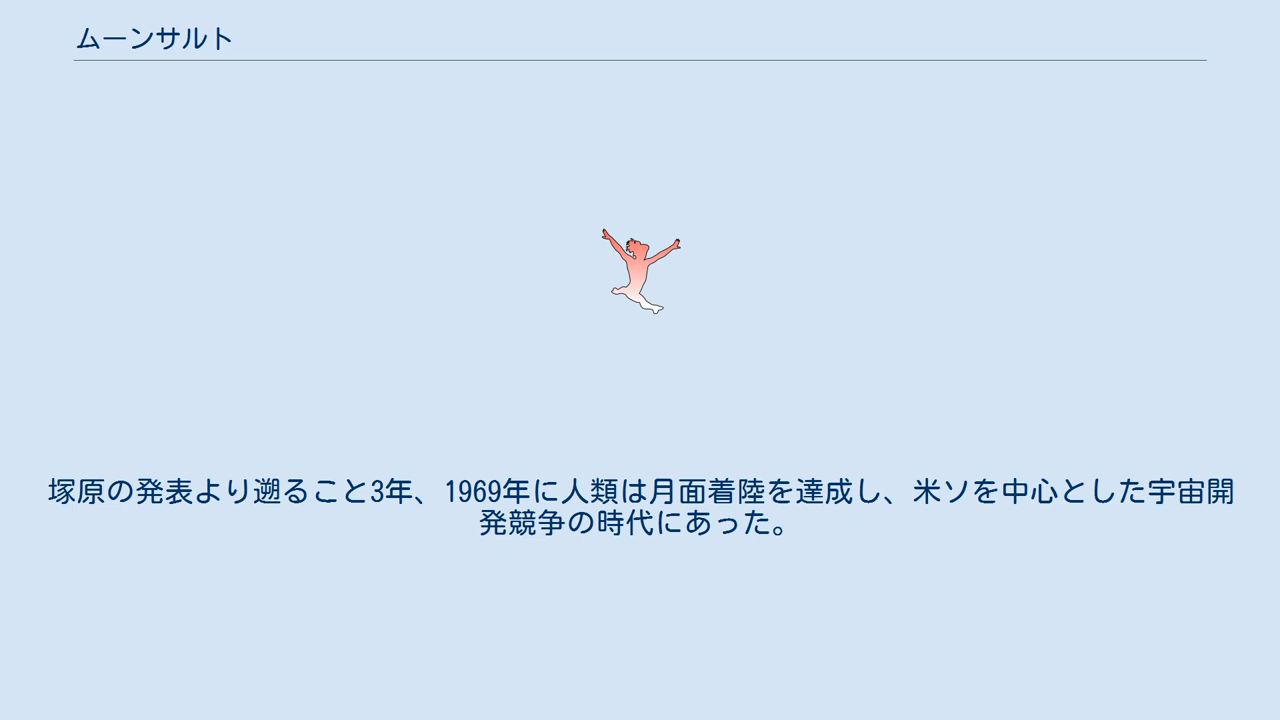 ムーンサルト
塚原の発表より遡ること3年、1969年に人類は月面着陸を達成し、米ソを中心とした宇宙開
発競争の時代にあった。